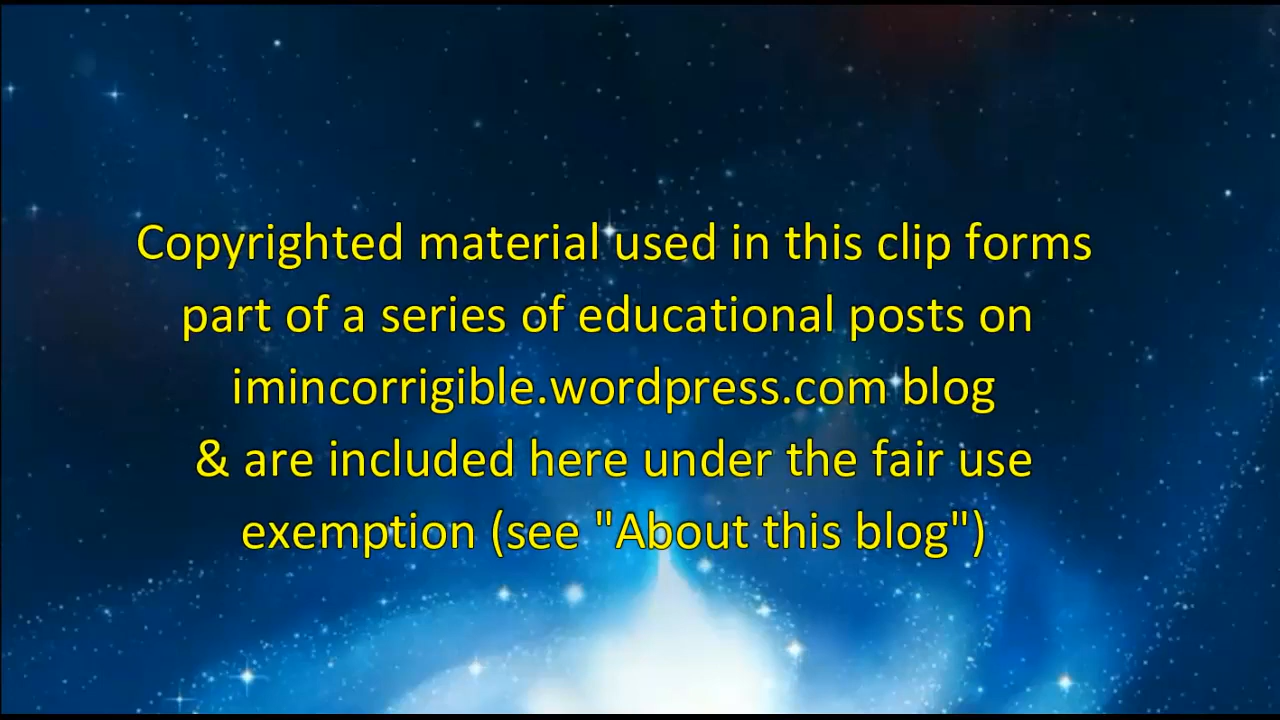 Copyrighted material used in this clip forms
part of a series of educational posts on
imincorrigible.wordpress.com blog
& are included here under the fair use
exemption (see "About this blog")